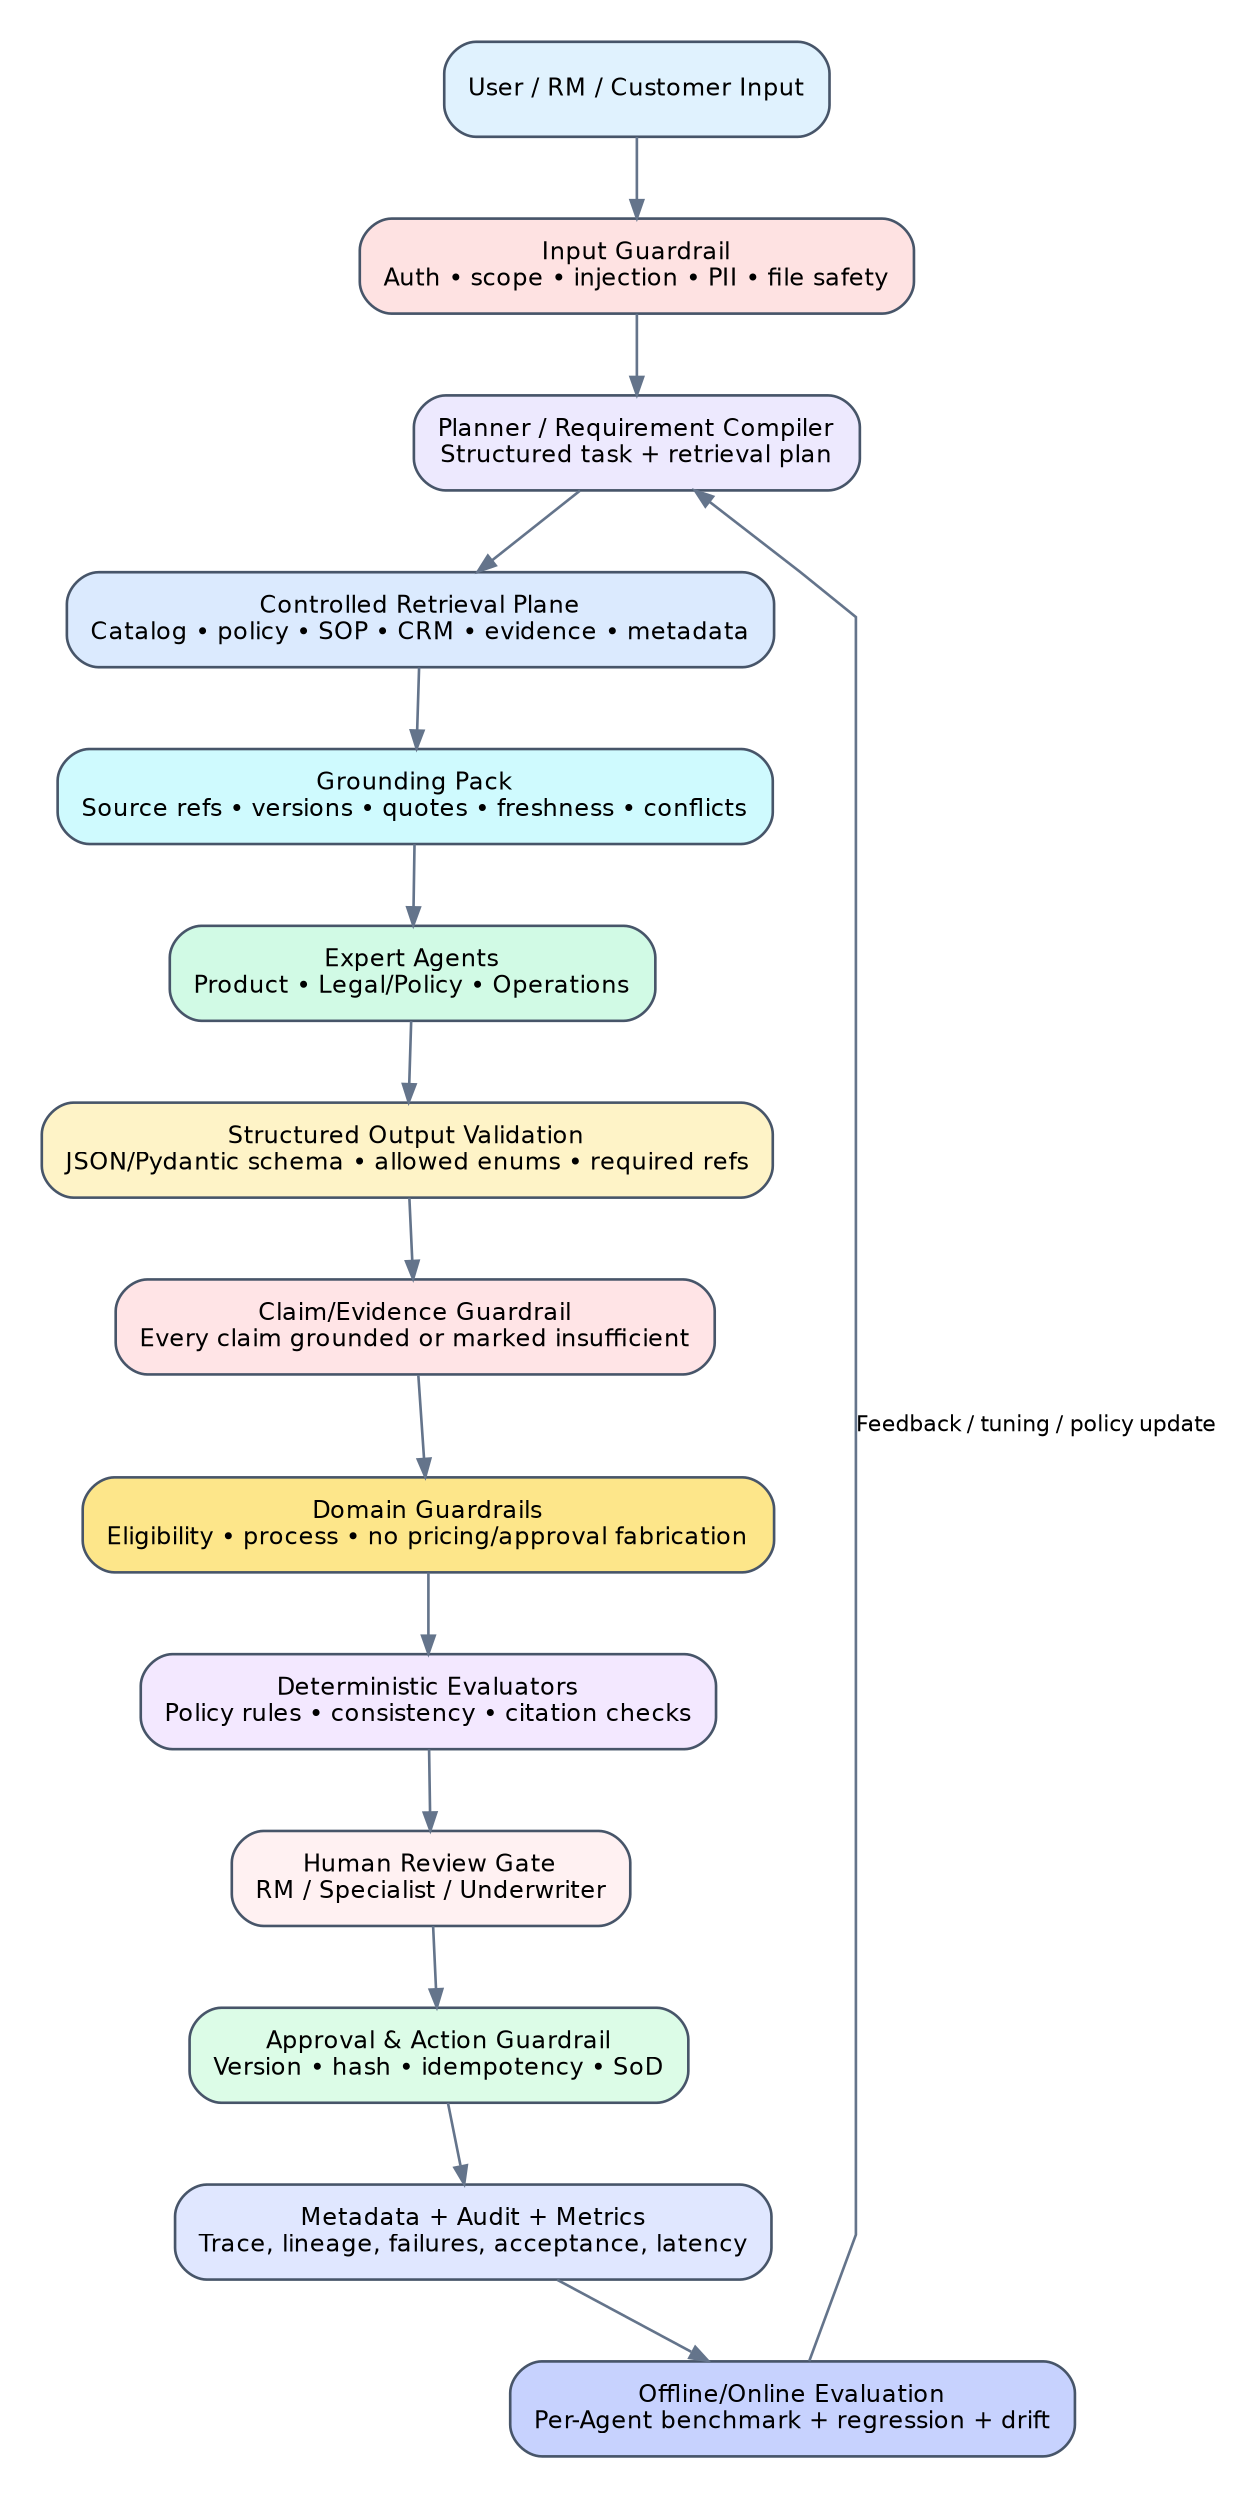 User / RM / Customer Input
Input Guardrail
Auth • scope • injection • PII • file safety
Planner / Requirement Compiler
Structured task + retrieval plan
Controlled Retrieval Plane
Catalog • policy • SOP • CRM • evidence • metadata
Grounding Pack
Source refs • versions • quotes • freshness • conflicts
Expert Agents
Product • Legal/Policy • Operations
Structured Output Validation
JSON/Pydantic schema • allowed enums • required refs
Claim/Evidence Guardrail
Every claim grounded or marked insufficient
Feedback / tuning / policy update
Domain Guardrails
Eligibility • process • no pricing/approval fabrication
Deterministic Evaluators
Policy rules • consistency • citation checks
Human Review Gate
RM / Specialist / Underwriter
Approval & Action Guardrail
Version • hash • idempotency • SoD
Metadata + Audit + Metrics
Trace, lineage, failures, acceptance, latency
Offline/Online Evaluation
Per-Agent benchmark + regression + drift